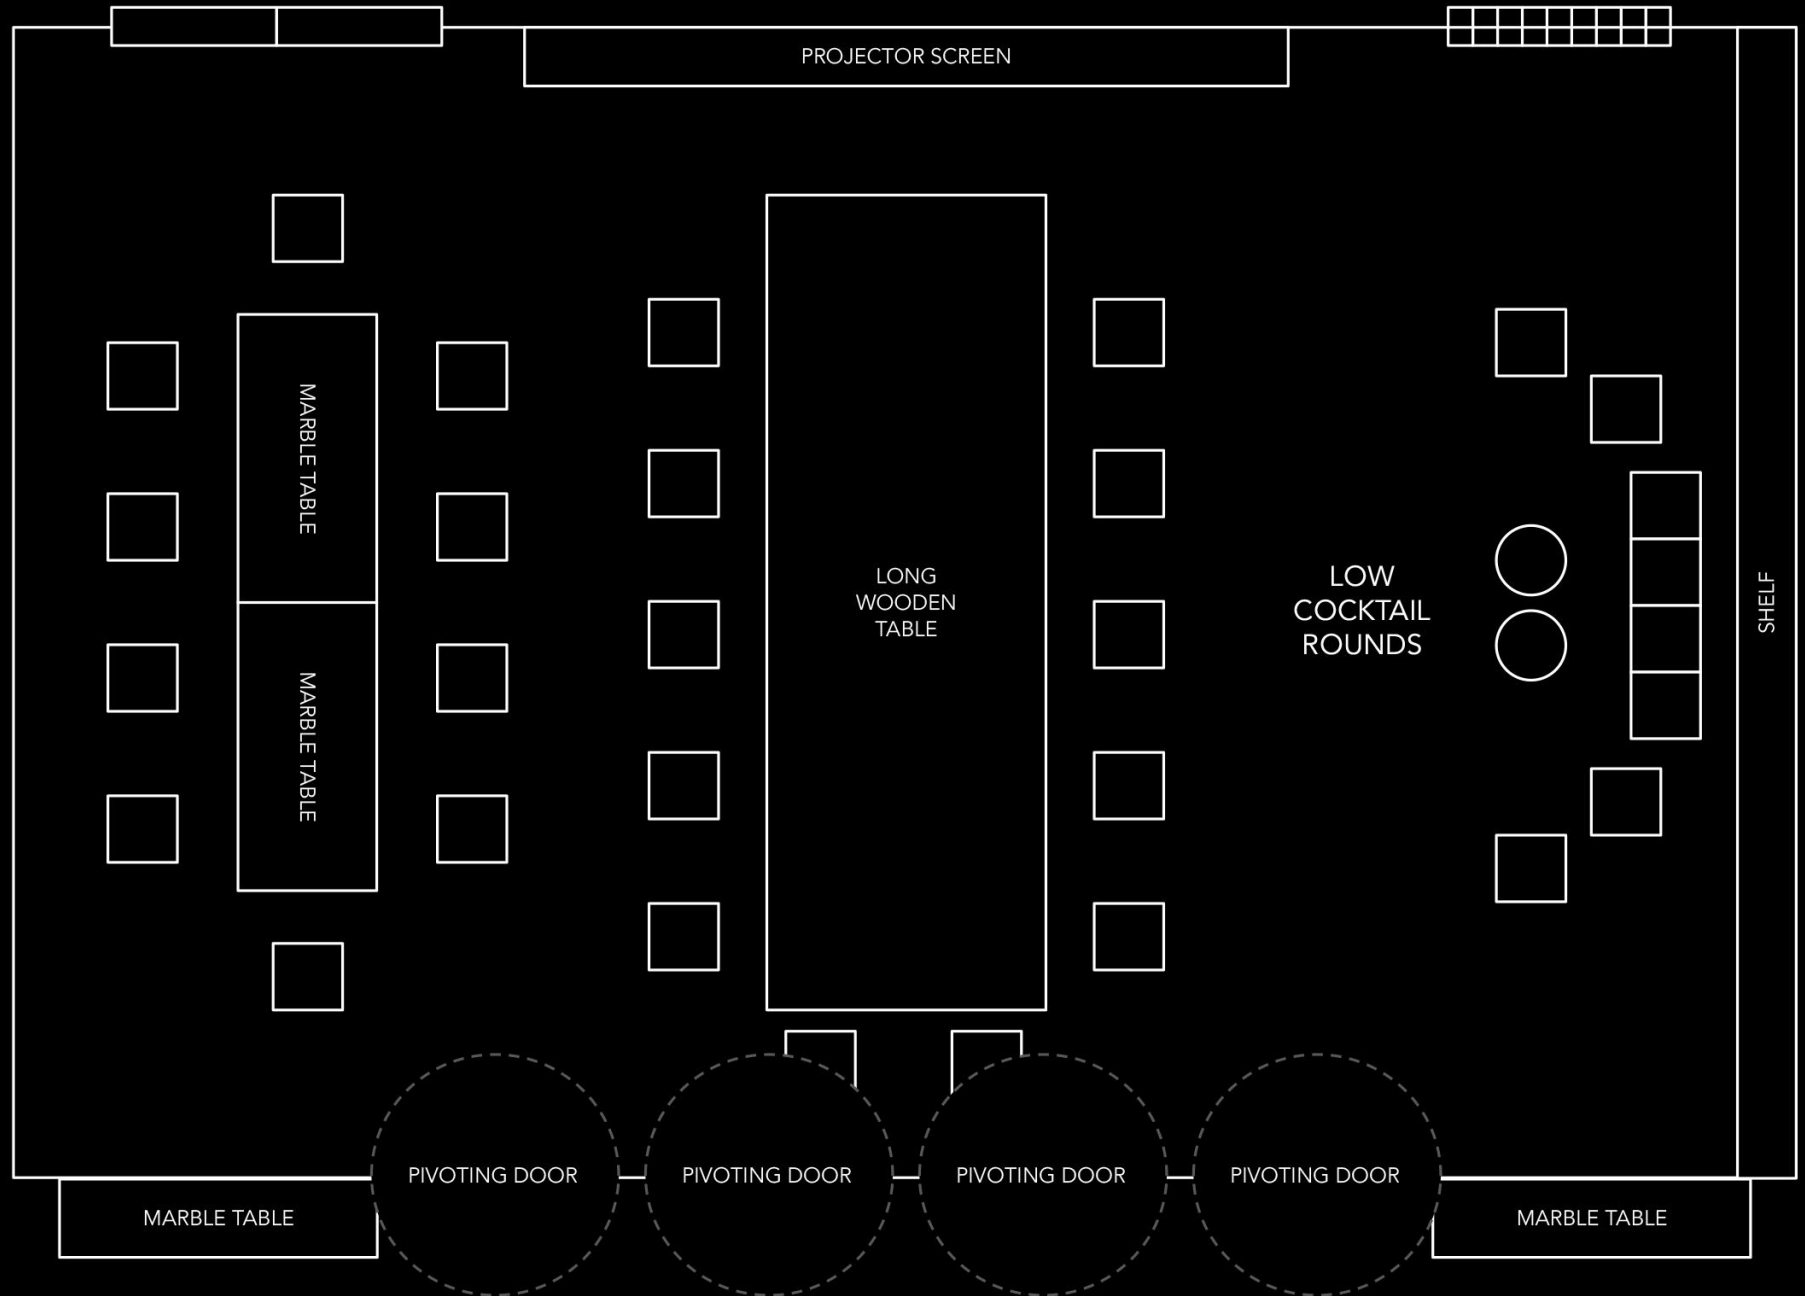 PROJECTOR SCREEN
MARBLE TABLE
MARBLE TABLE
LONG
WOODEN
TABLE
LOW
COCKTAIL
ROUNDS
SHELF
PIVOTING DOOR
PIVOTING DOOR
PIVOTING DOOR
PIVOTING DOOR
MARBLE TABLE
MARBLE TABLE